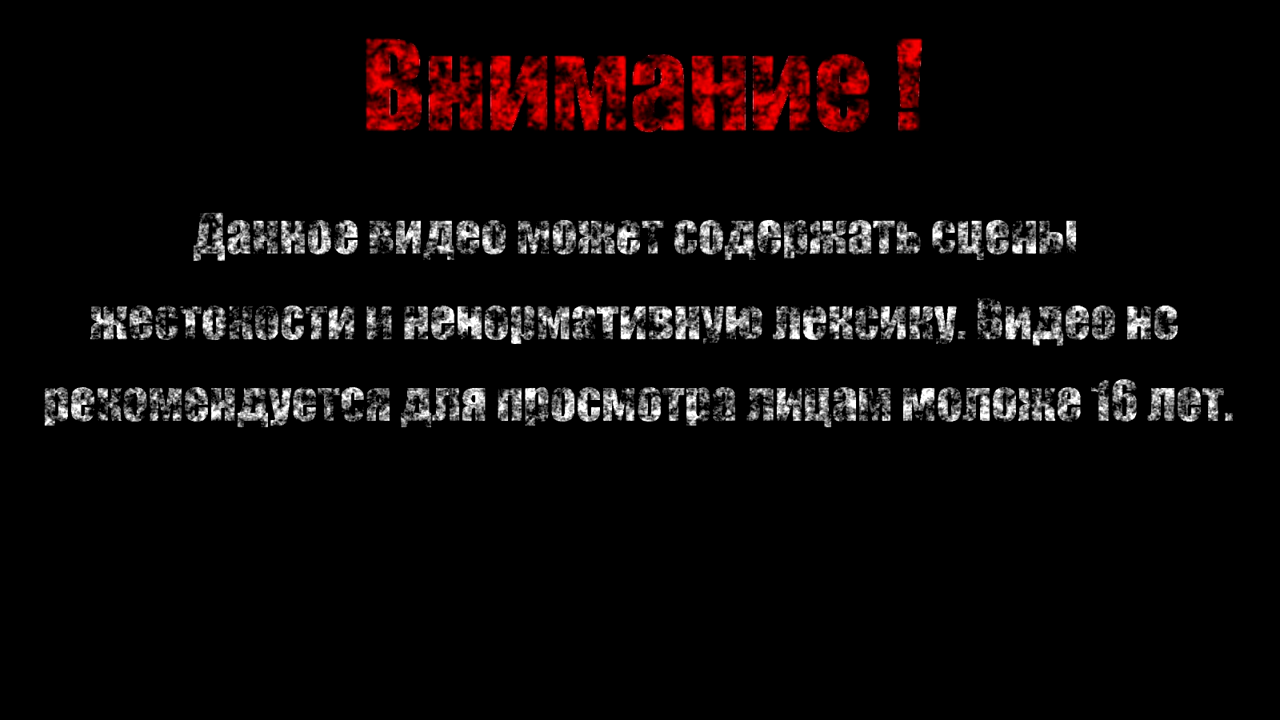 Внимание !
Данное видео может содержать сцены
жестокости и ненормативную лексику. Видео не
рекомендуется для просмотра лицам моложе 16 лет.